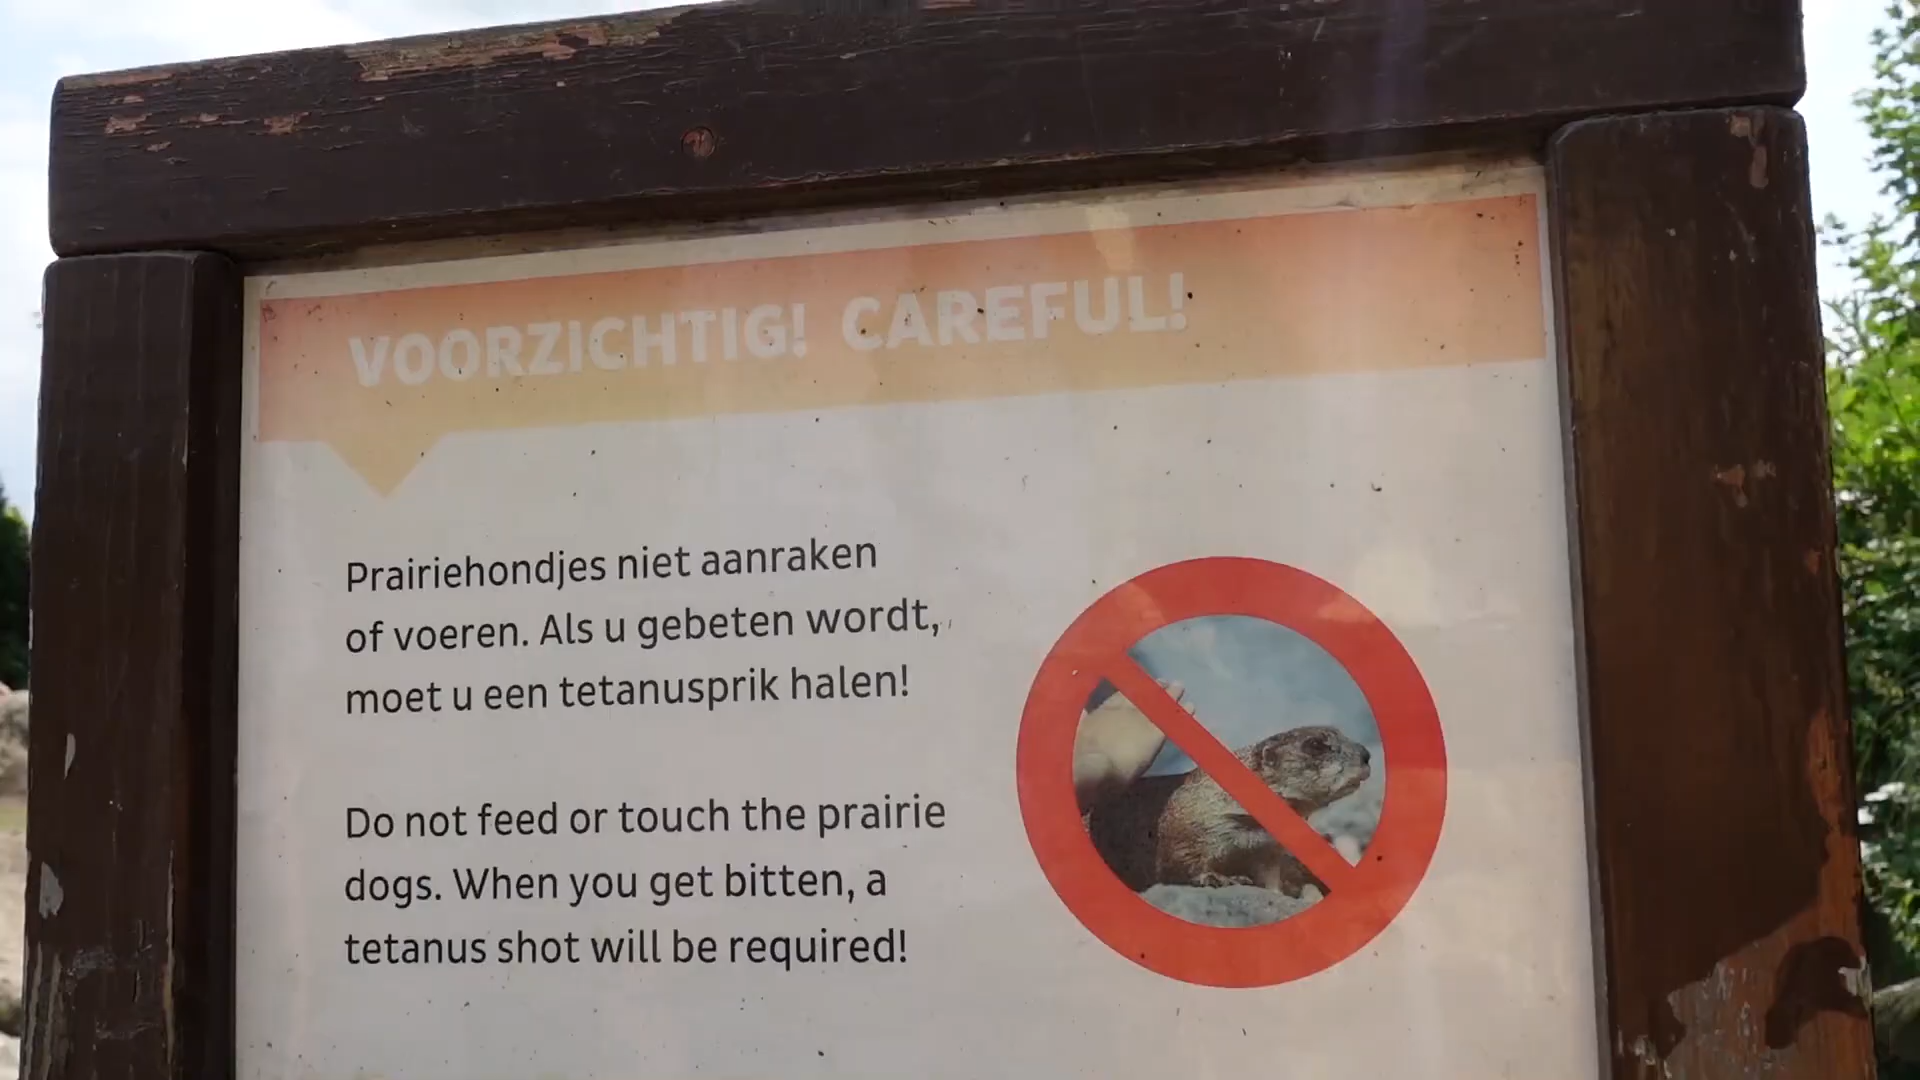 VOORZICHTIG! CAREFUL!
Prairiehondjes niet aanraken
of voeren. Als u gebeten wordt,
moet u een tetanusprik halen!
Do not feed or touch the prairie
dogs. When you get bitten, a
tetanus shot will be required!